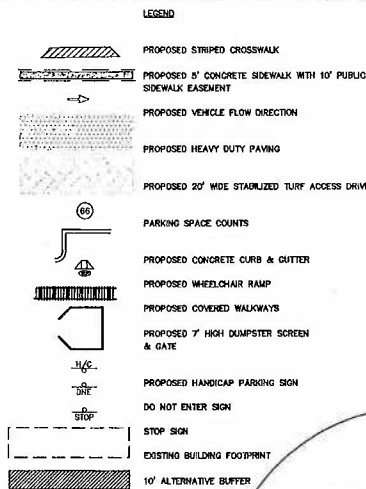 LEGEND
PROPOSED STRIPED CROSSWALK
PROPOSED 5' CONCRETE SIDEWALK WITH 10' PUBLIC
SIDEWALK EASEMENT
PROPOSED VEHICLE FLOW DIRECTION
PROPOSED HEAVY DUTY PAVING
PROPOSED 20' WIDE STABILIZED TURF ACCESS DRIVE
66
PARKING SPACE COUNTS
PROPOSED CONCRETE CURB & GUTTER
PROPOSED WHEELCHAIR RAMP
PROPOSED COVERED WALKWAYS
PROPOSED 7' HIGH DUMPSTER SCREEN
& GATE
H/C
PROPOSED HANDICAP PARKING SIGN
DNE
DO NOT ENTER SIGN
STOP
STOP SIGN
EXISTING BUILDING FOOTPRINT
10' ALTERNATIVE BUFFER